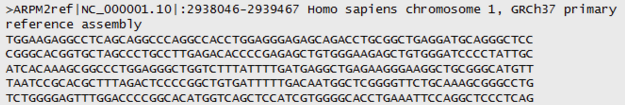 >ARPM2ref|NC_000001.10|:2938046-2939467 Homo sapiens chromosome 1, GRCh37 primary
reference assembly
TGGAAGAGGCCTCAGCAGGCCCAGGCCACCTGGAGGGAGAGCAGACCTGCGGCTGAGGATGCAGGGCTCC
CGGGCACGGTGCTAGCCCTGCCTTGAGACACCCCGAGAGCTGTGGGAAGAGCTGTGGGATCCCCTATTGC
ATCACAAAGCGGCCCTGGAGGGCTGGTCTTTATTTTGATGAGGCTGAGAAGGGAAGGCTGCGGGCATGTT
TAATCCGCACGCTTTAGACTCCCCGGCTGTGATTTTTGACAATGGCTCGGGGTTCTGCAAAGCGGGCCTG
TCTGGGGAGTTTGGACCCCGGCACATGGTCAGCTCCATCGTGGGGCACCTGAAATTCCAGGCTCCCTCAG